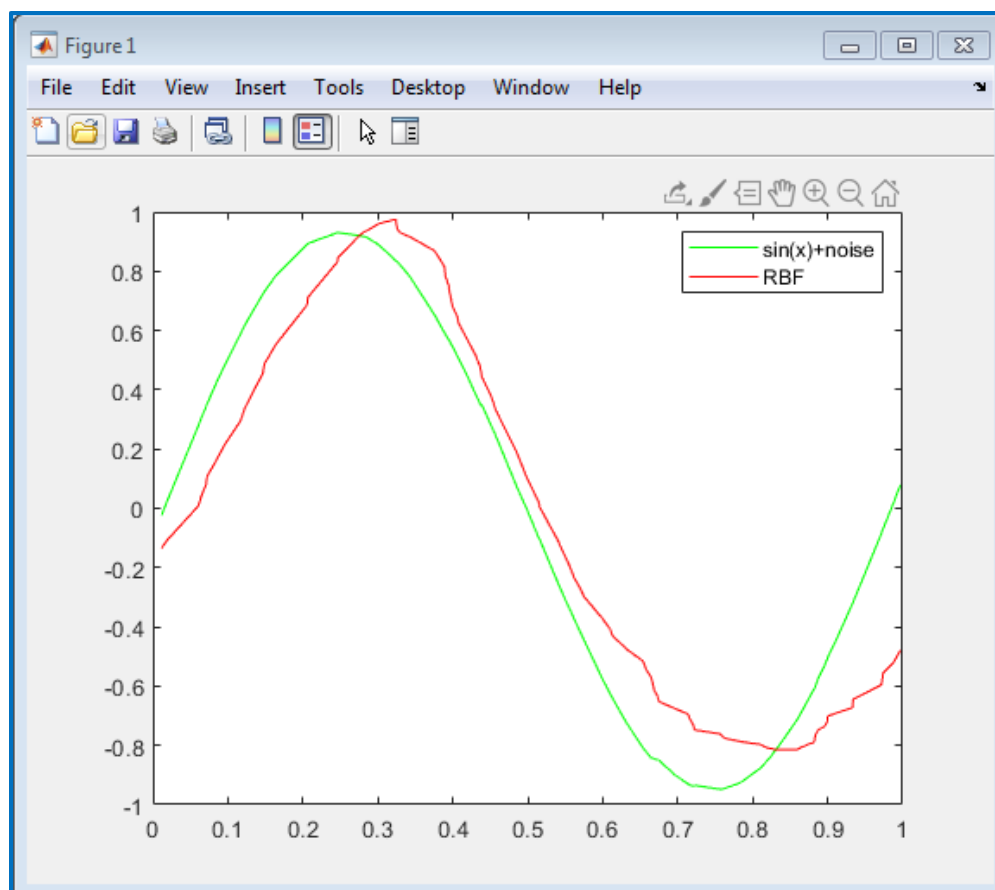 Figure 1
File Edit View Insert Tools Desktop Window Help
sin(x)+noise
RBF
1
0.8
0.6
0.4
0.2
0
-0.2
-0.4
-0.6
-0.8
-1
0 0.1 0.2 0.3 0.4 0.5 0.6 0.7 0.8 0.9 1